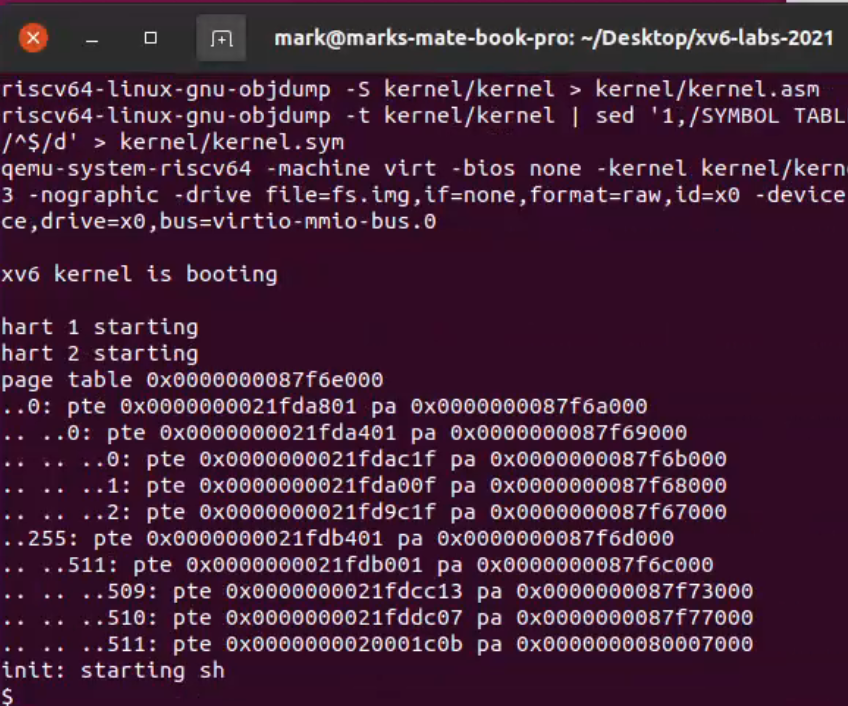 mark@marks-mate-book-pro: ~/Desktop/xv6-labs-2021
riscv64-linux-gnu-objdump -S kernel/kernel > kernel/kernel.asm
riscv64-linux-gnu-objdump -t kernel/kernel | sed '1,/SYMBOL TABL
/^$/d' > kernel/kernel.sym
qemu-system-riscv64 -machine virt -bios none -kernel kernel/kern
3 -nographic -drive file=fs.img,if=none,format=raw,id=x0 -device
ce,drive=x0,bus=virtio-mmio-bus.0
xv6 kernel is booting
hart 1 starting
hart 2 starting
page table 0x0000000087f6e000
..0: pte 0x0000000021fda801 pa 0x0000000087f6a000
.. ..0: pte 0x0000000021fda401 pa 0x0000000087f69000
.. .. ..0: pte 0x0000000021fdac1f pa 0x0000000087f6b000
.. .. ..1: pte 0x0000000021fda00f pa 0x0000000087f68000
.. .. ..2: pte 0x0000000021fd9c1f pa 0x0000000087f67000
..255: pte 0x0000000021fdb401 pa 0x0000000087f6d000
.. ..511: pte 0x0000000021fdb001 pa 0x0000000087f6c000
.. .. ..509: pte 0x0000000021fdcc13 pa 0x0000000087f73000
.. .. ..510: pte 0x0000000021fddc07 pa 0x0000000087f77000
.. .. ..511: pte 0x0000000020001c0b pa 0x0000000080007000
init: starting sh
$